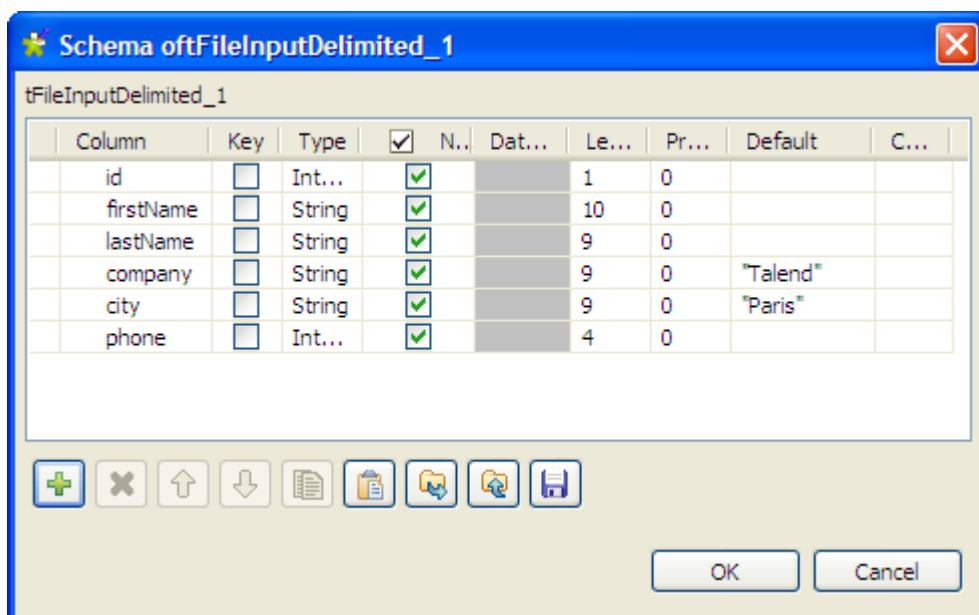 Schema oftFileInputDelimited_1
tFileInputDelimited_1
Column Key Type N.. Dat... Le... Pr... Default C...
id Int... 1 0
firstName String 10 0
lastName String 9 0
company String 9 0 "Talend"
city String 9 0 "Paris"
phone Int... 4 0
OK Cancel